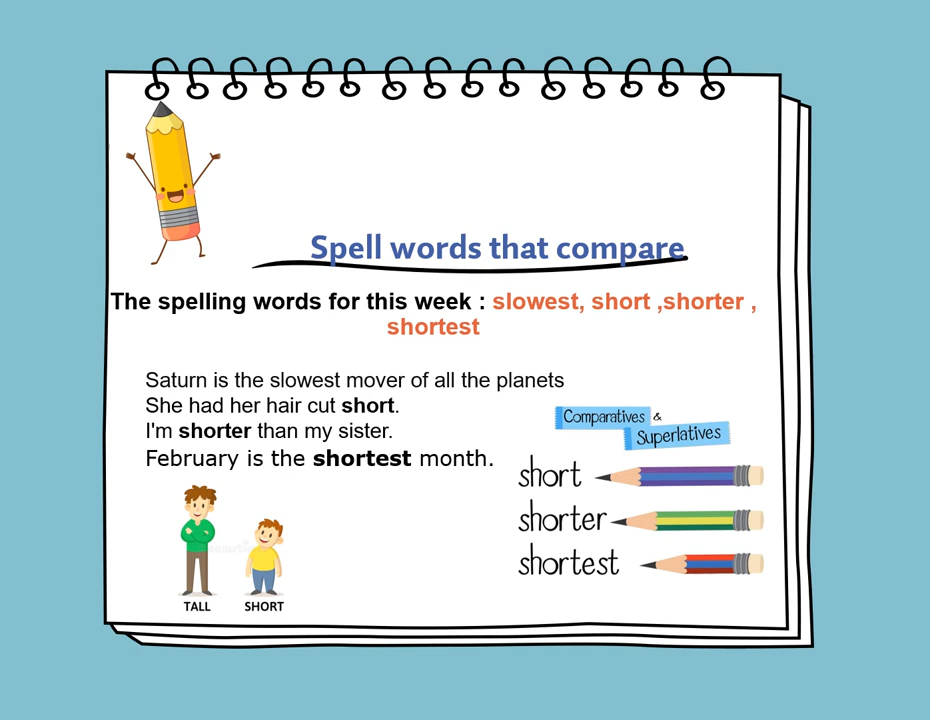 Spell words that compare
The spelling words for this week : slowest, short ,shorter ,
shortest
Saturn is the slowest mover of all the planets
She had her hair cut short.
I'm shorter than my sister.
February is the shortest month.
Comparatives &
Superlatives
short
shorter
shortest
TALL SHORT